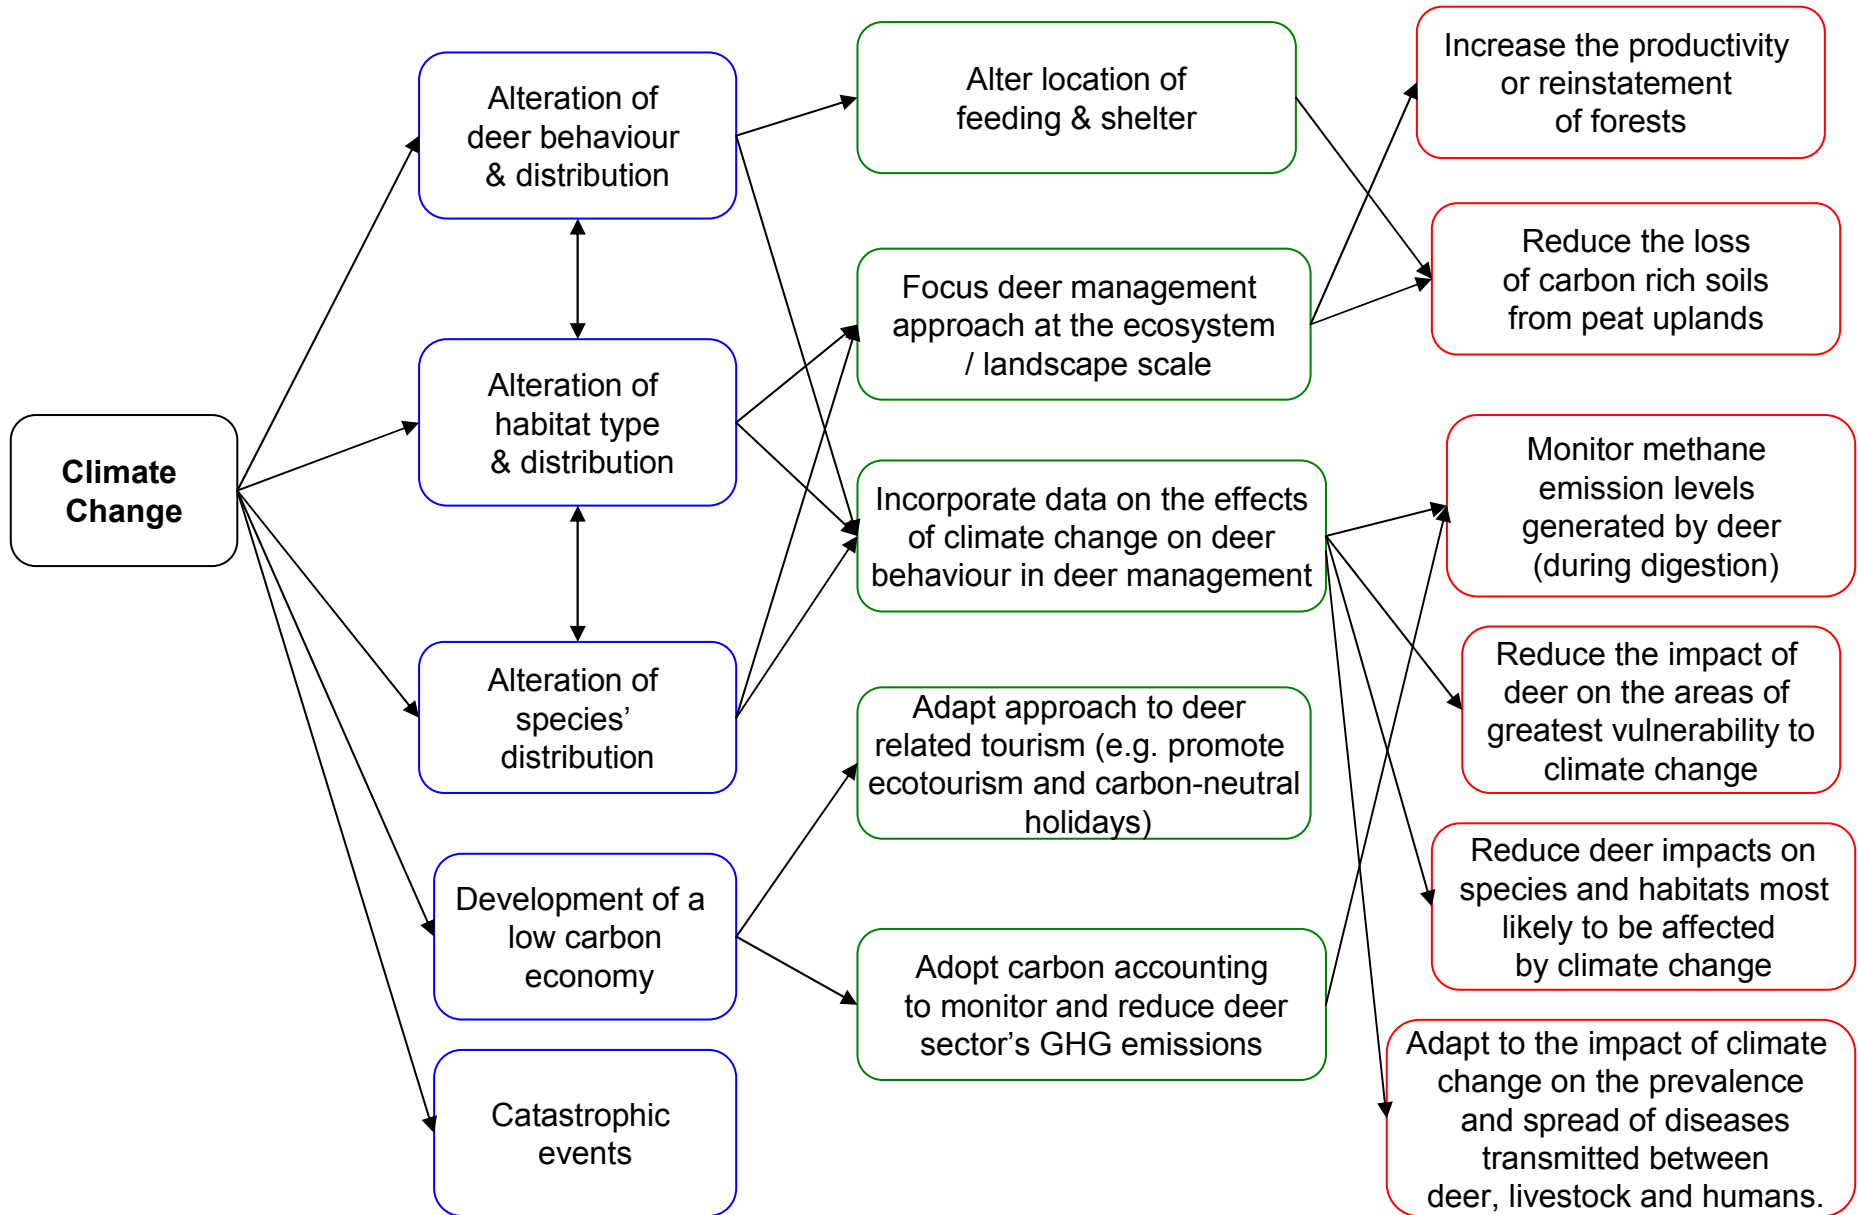 Climate
Change
Alteration of
deer behaviour
& distribution
Alteration of
habitat type
& distribution
Alteration of
species’
distribution
Development of a
low carbon
economy
Catastrophic
events
Alter location of
feeding & shelter
Focus deer management
approach at the ecosystem
/ landscape scale
Incorporate data on the effects
of climate change on deer
behaviour in deer management
Adapt approach to deer
related tourism (e.g. promote
ecotourism and carbon-neutral
holidays)
Adopt carbon accounting
to monitor and reduce deer
sector’s GHG emissions
Increase the productivity
or reinstatement
of forests
Reduce the loss
of carbon rich soils
from peat uplands
Monitor methane
emission levels
generated by deer
(during digestion)
Reduce the impact of
deer on the areas of
greatest vulnerability to
climate change
Reduce deer impacts on
species and habitats most
likely to be affected
by climate change
Adapt to the impact of climate
change on the prevalence
and spread of diseases
transmitted between
deer, livestock and humans.